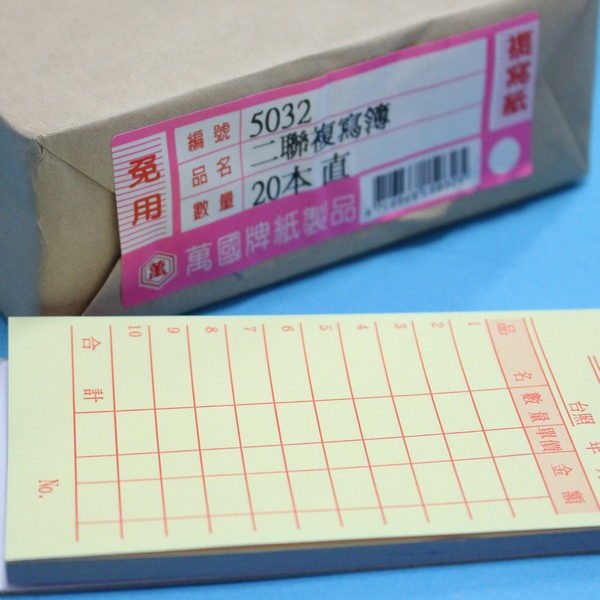 免用
複寫紙
編號 5032
品名 二聯複寫簿
數量 20本 直
萬
萬國牌紙製品
台照 年
品 名 數量 單價 金 額
1
2
3
4
5
6
7
8
9
10
合 計
No.